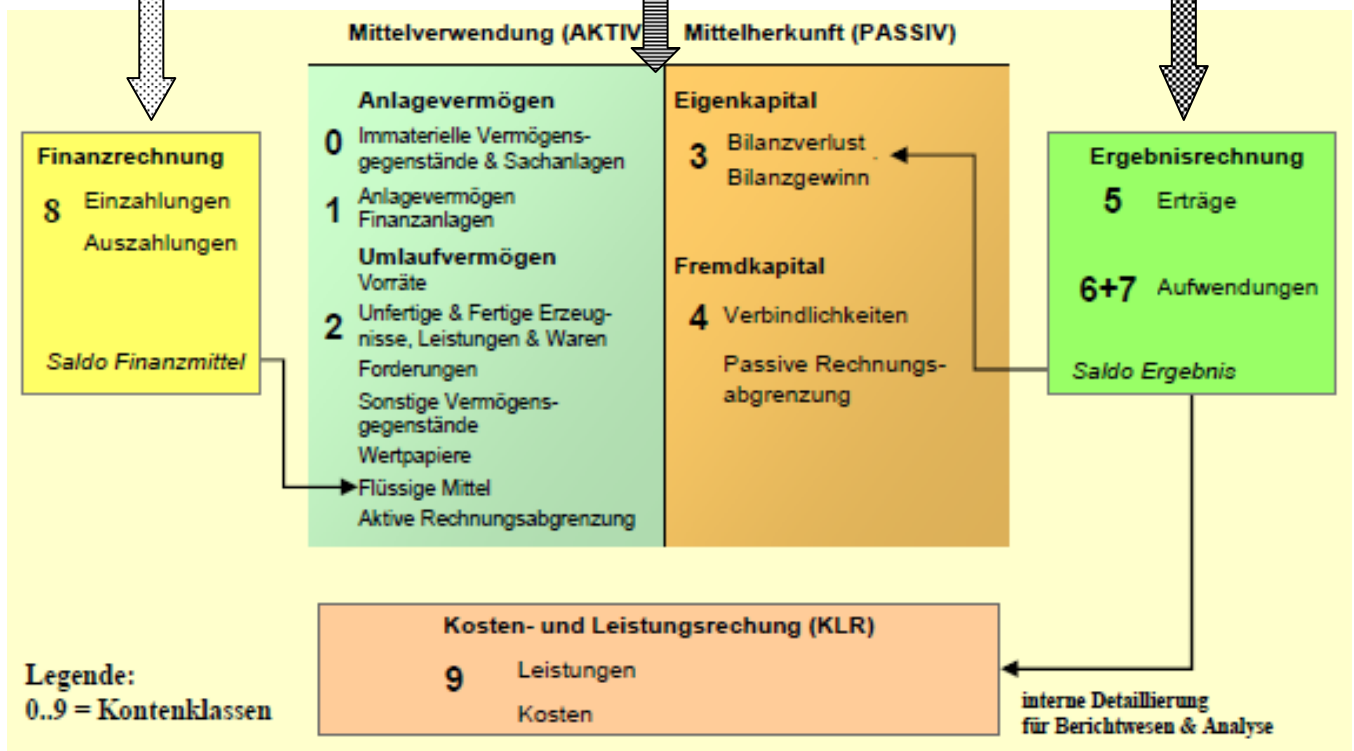 Mittelverwendung (AKTIV
Mittelherkunft (PASSIV)
Finanzrechnung
8 Einzahlungen
Auszahlungen
Saldo Finanzmittel
Anlagevermögen
0 Immaterielle Vermögens-
gegenstände & Sachanlagen
1 Anlagevermögen
Finanzanlagen
Umlaufvermögen
Vorräte
2 Unfertige & Fertige Erzeug-
nisse, Leistungen & Waren
Forderungen
Sonstige Vermögens-
gegenstände
Wertpapiere
Flüssige Mittel
Aktive Rechnungsabgrenzung
Eigenkapital
3 Bilanzverlust
Bilanzgewinn
Fremdkapital
4 Verbindlichkeiten
Passive Rechnungs-
abgrenzung
Ergebnisrechnung
5 Erträge
6+7 Aufwendungen
Saldo Ergebnis
Kosten- und Leistungsrechung (KLR)
9 Leistungen
Kosten
Legende:
0..9 = Kontenklassen
interne Detaillierung
für Berichtwesen & Analyse